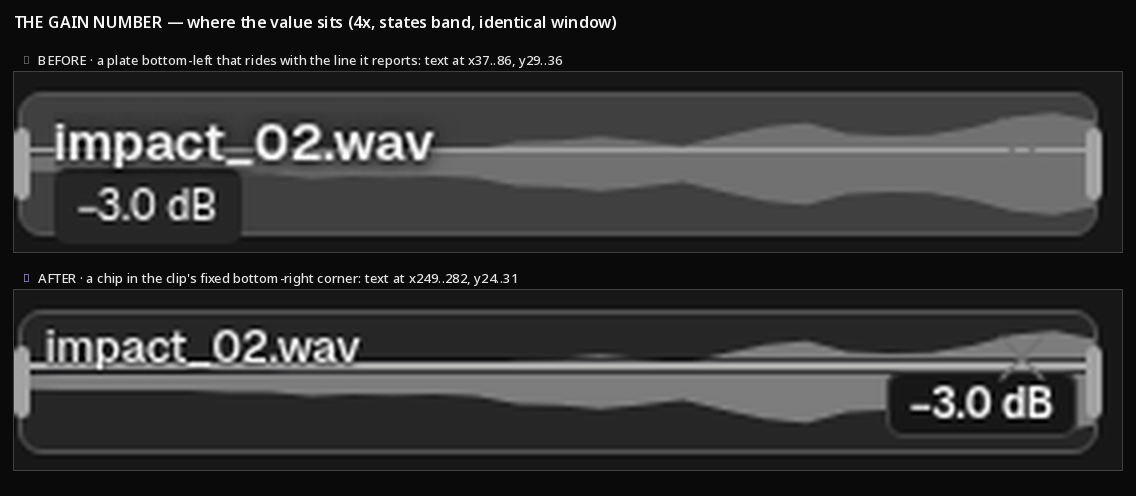 THE GAIN NUMBER — where the value sits (4x, states band, identical window)
BEFORE · a plate bottom-left that rides with the line it reports: text at x37..86, y29..36
impact_02.wav
−3.0 dB
AFTER · a chip in the clip's fixed bottom-right corner: text at x249..282, y24..31
impact_02.wav
−3.0 dB